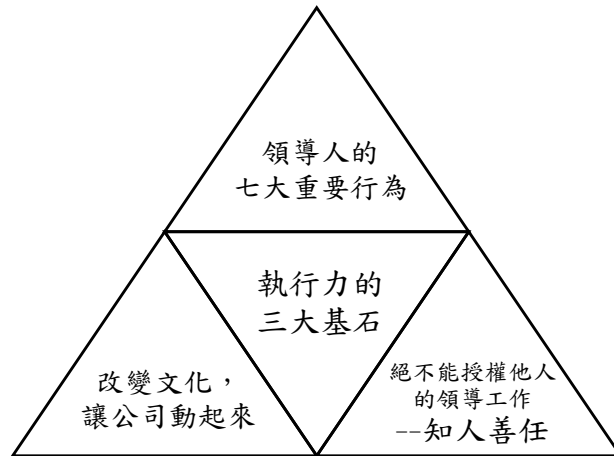 領導人的
七大重要行為
執行力的
三大基石
改變文化，
讓公司動起來
絕不能授權他人
的領導工作
--知人善任